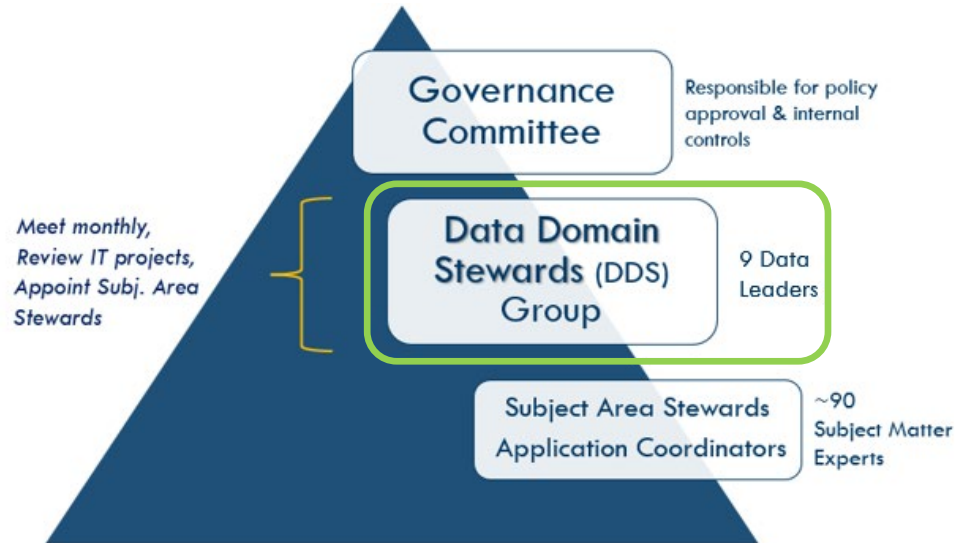 Governance
Committee
Responsible for policy
approval & internal
controls
Meet monthly,
Review IT projects,
Appoint Subj. Area
Stewards
Data Domain
Stewards (DDS)
Group
9 Data
Leaders
Subject Area Stewards
Application Coordinators
~90
Subject Matter
Experts